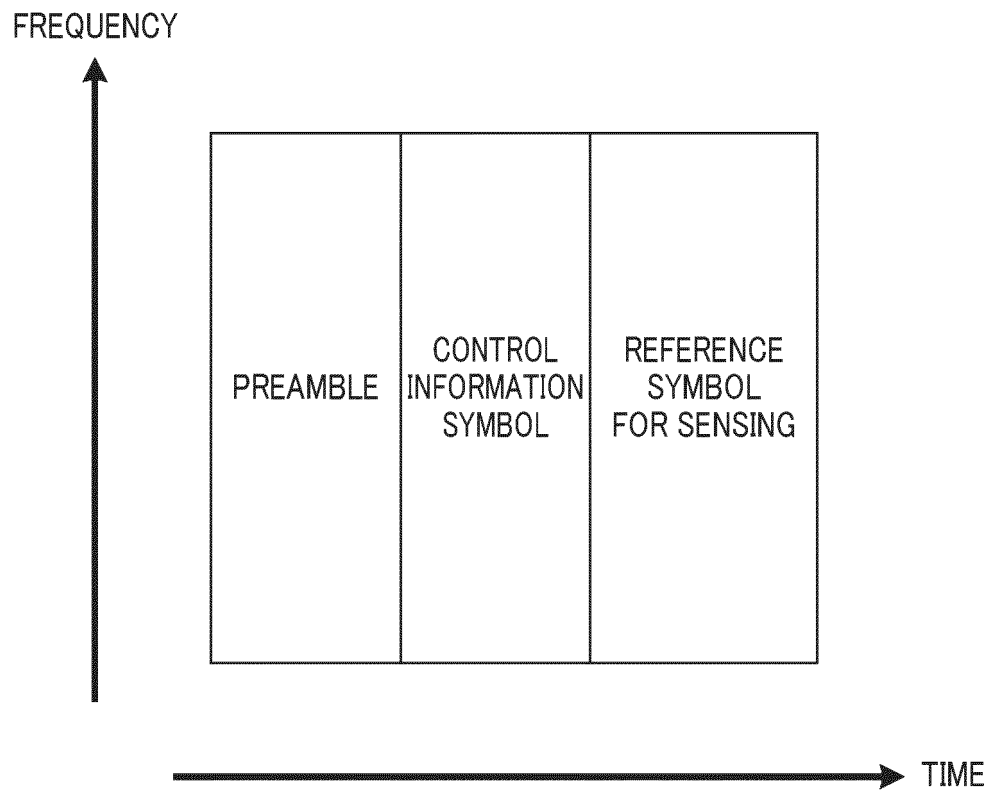 FREQUENCY
PREAMBLE
CONTROL
INFORMATION
SYMBOL
REFERENCE
SYMBOL
FOR SENSING
TIME